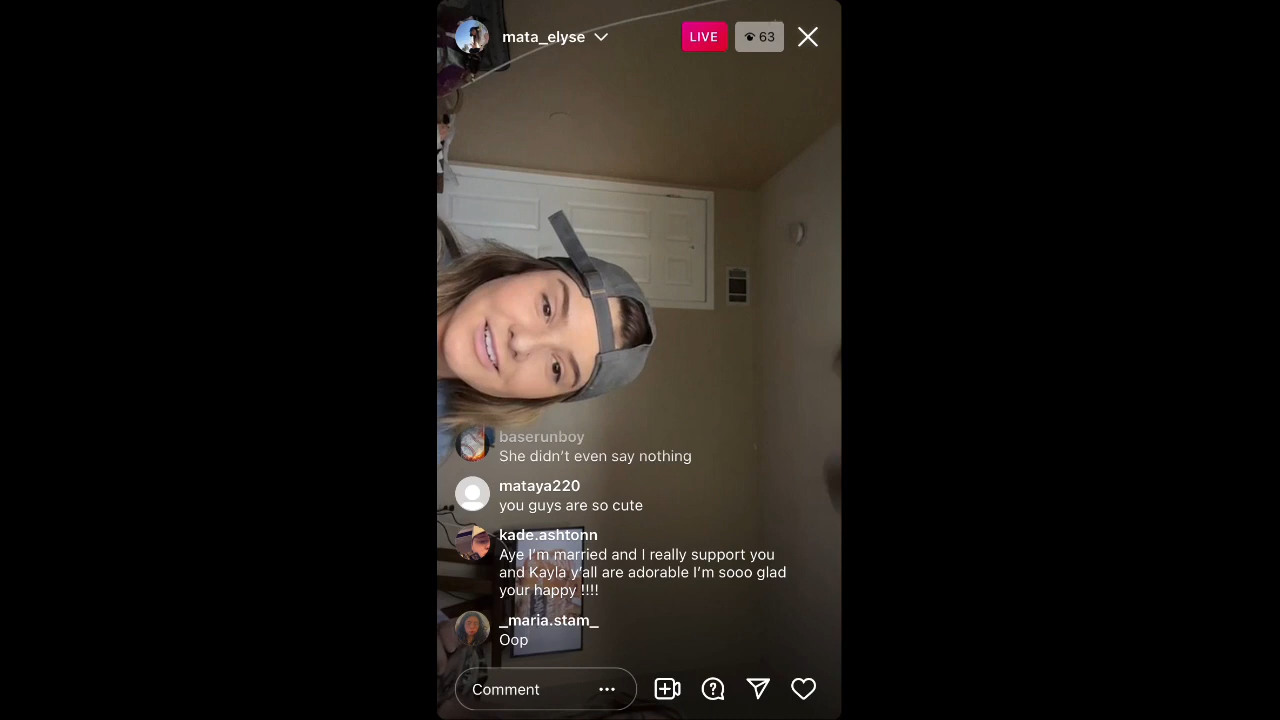 mata_elyse
LIVE
63
baserunboy
She didn’t even say nothing
mataya220
you guys are so cute
kade.ashtonn
Aye I’m married and I really support you
and Kayla y’all are adorable I’m sooo glad
your happy !!!!
_maria.stam_
Oop
Comment